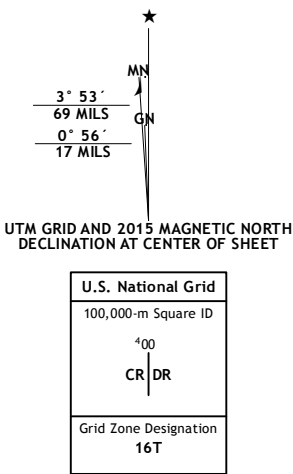 ★
MN
3° 53´
69 MILS
GN
0° 56´
17 MILS
UTM GRID AND 2015 MAGNETIC NORTH
DECLINATION AT CENTER OF SHEET
U.S. National Grid
100,000-m Square ID
⁴00
CR DR
Grid Zone Designation
16T